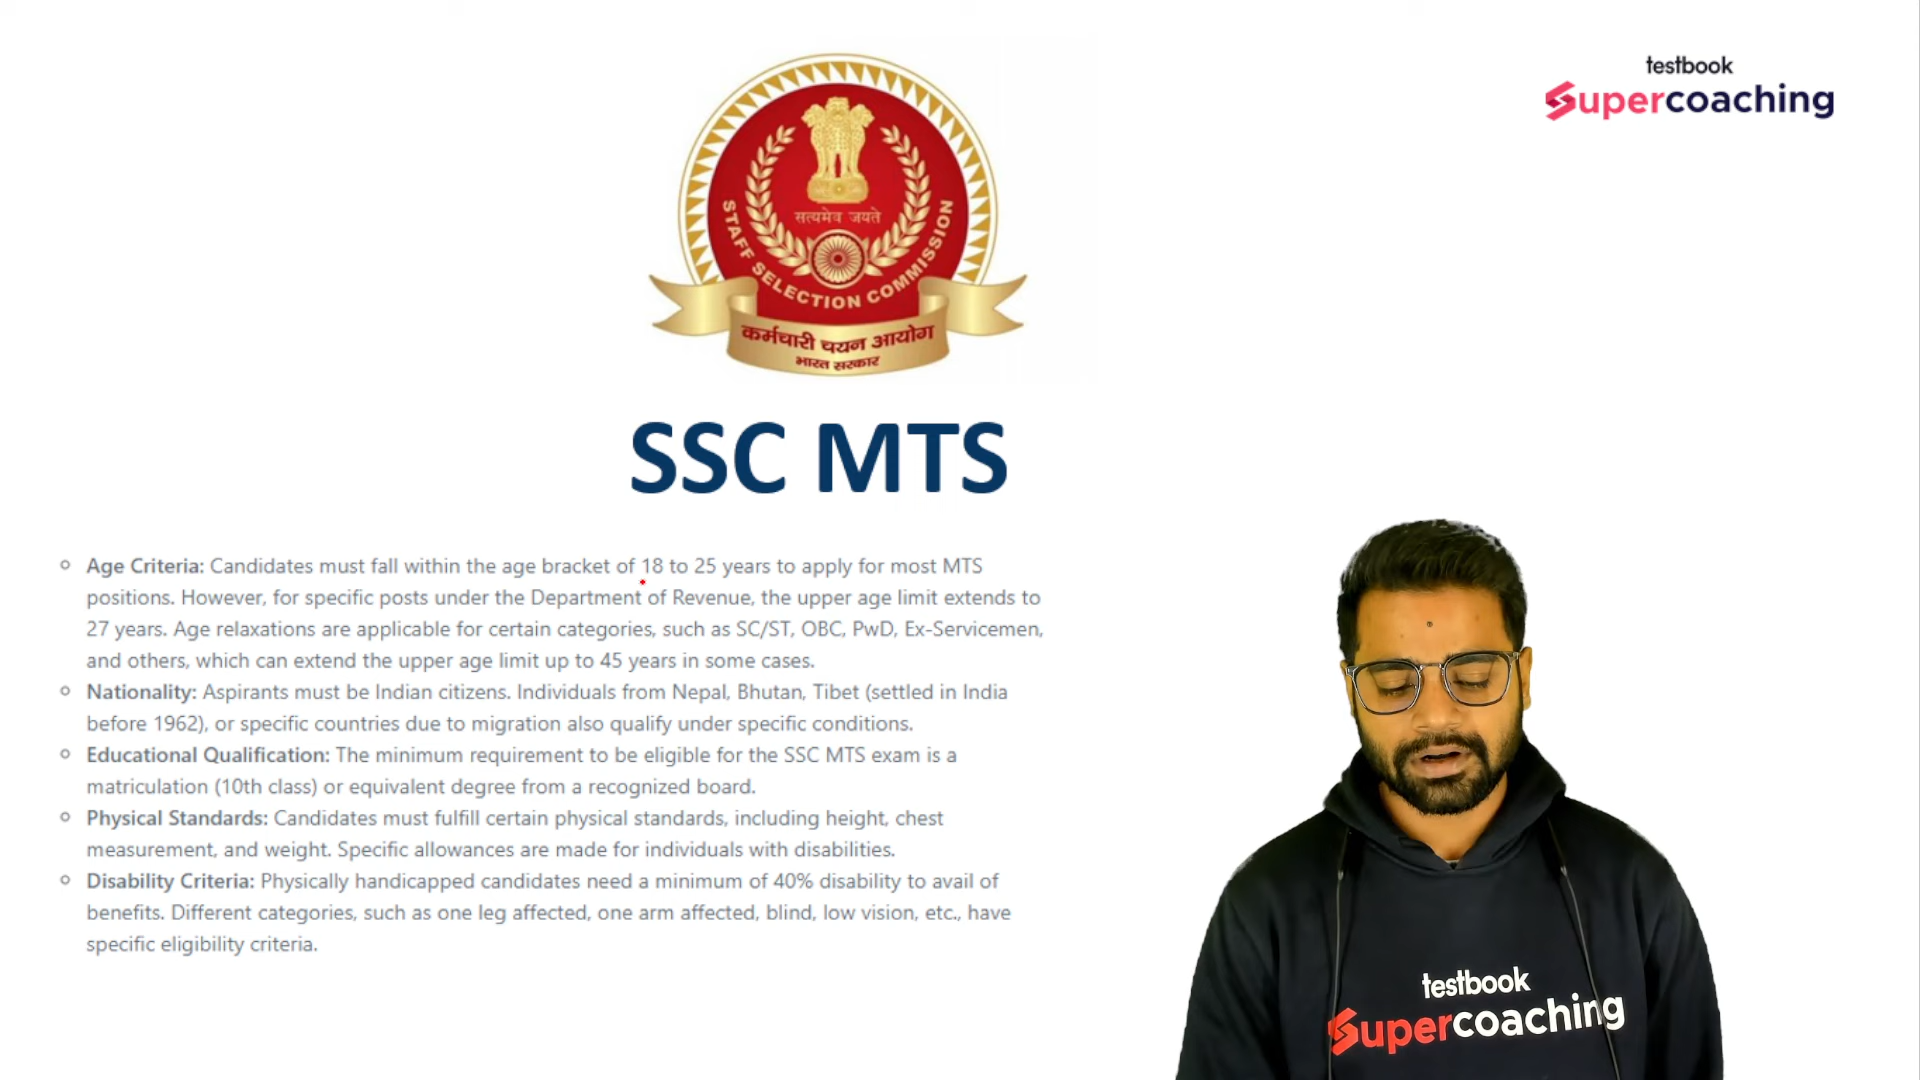 testbook
Supercoaching
सत्यमेव जयते
STAFF SELECTION COMMISSION
कर्मचारी चयन आयोग
भारत सरकार
SSC MTS
Age Criteria: Candidates must fall within the age bracket of 18 to 25 years to apply for most MTS
positions. However, for specific posts under the Department of Revenue, the upper age limit extends to
27 years. Age relaxations are applicable for certain categories, such as SC/ST, OBC, PwD, Ex-Servicemen,
and others, which can extend the upper age limit up to 45 years in some cases.
Nationality: Aspirants must be Indian citizens. Individuals from Nepal, Bhutan, Tibet (settled in India
before 1962), or specific countries due to migration also qualify under specific conditions.
Educational Qualification: The minimum requirement to be eligible for the SSC MTS exam is a
matriculation (10th class) or equivalent degree from a recognized board.
Physical Standards: Candidates must fulfill certain physical standards, including height, chest
measurement, and weight. Specific allowances are made for individuals with disabilities.
Disability Criteria: Physically handicapped candidates need a minimum of 40% disability to avail of
benefits. Different categories, such as one leg affected, one arm affected, blind, low vision, etc., have
specific eligibility criteria.
testbook
Supercoaching